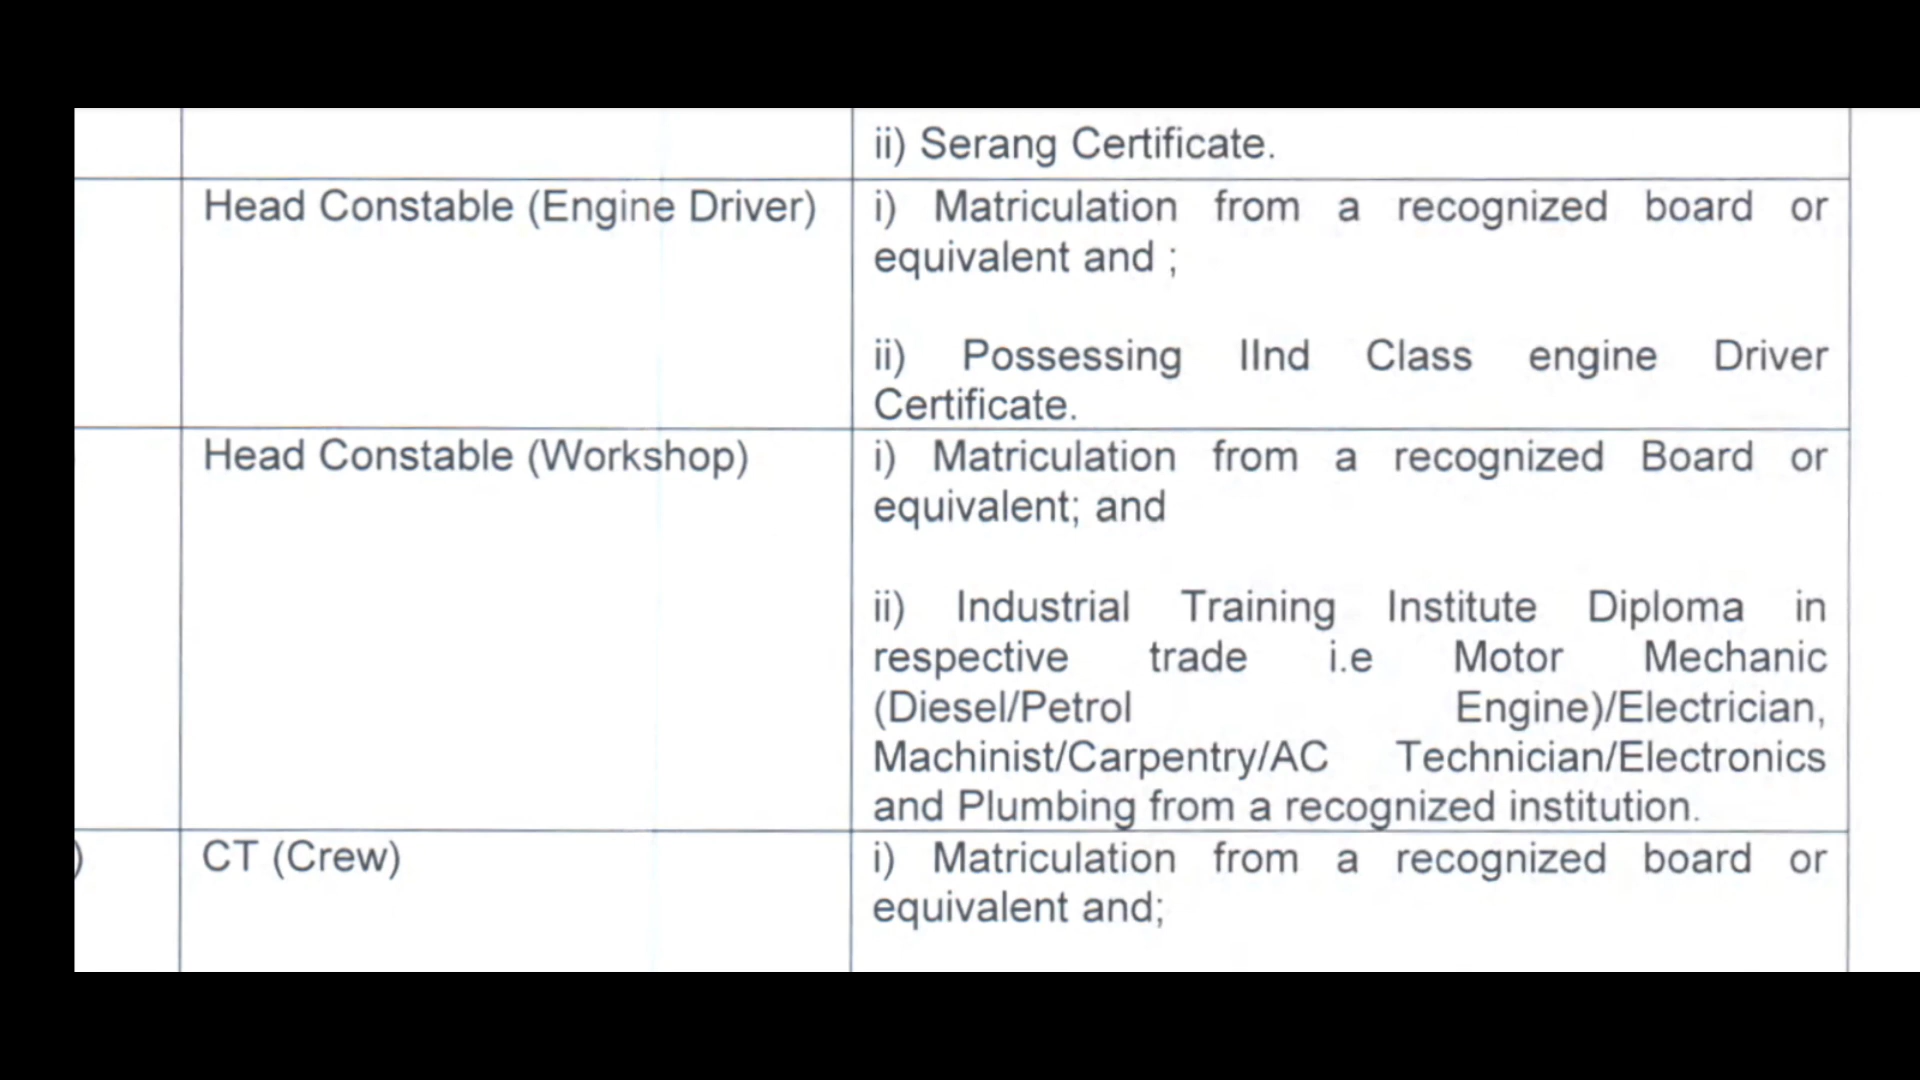 ii) Serang Certificate.
Head Constable (Engine Driver)
i) Matriculation from a recognized board or
equivalent and ;
ii) Possessing IInd Class engine Driver
Certificate.
Head Constable (Workshop)
i) Matriculation from a recognized Board or
equivalent; and
ii) Industrial Training Institute Diploma in
respective trade i.e Motor Mechanic
(Diesel/Petrol Engine)/Electrician,
Machinist/Carpentry/AC Technician/Electronics
and Plumbing from a recognized institution.
)
CT (Crew)
i) Matriculation from a recognized board or
equivalent and;